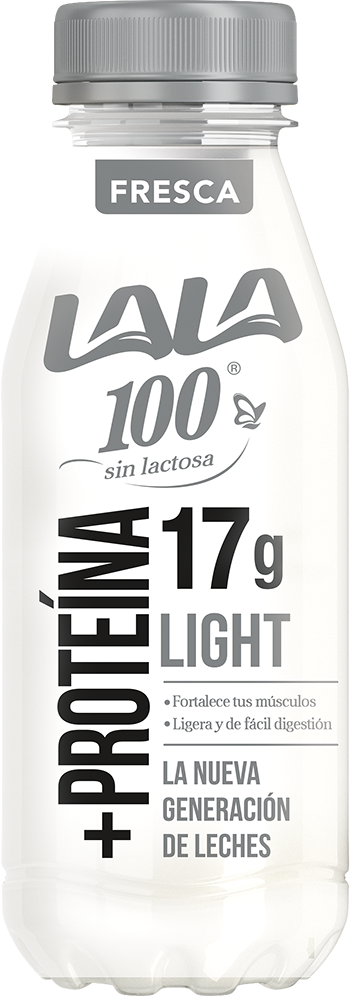 FRESCA
LALA
100®
sin lactosa
+PROTEÍNA
17g
LIGHT
• Fortalece tus músculos
• Ligera y de fácil digestión
LA NUEVA
GENERACIÓN
DE LECHES